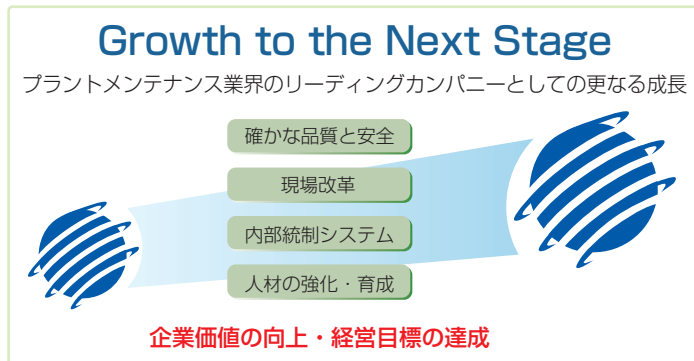 Growth to the Next Stage
プラントメンテナンス業界のリーディングカンパニーとしての更なる成長
確かな品質と安全
現場改革
内部統制システム
人材の強化・育成
企業価値の向上・経営目標の達成